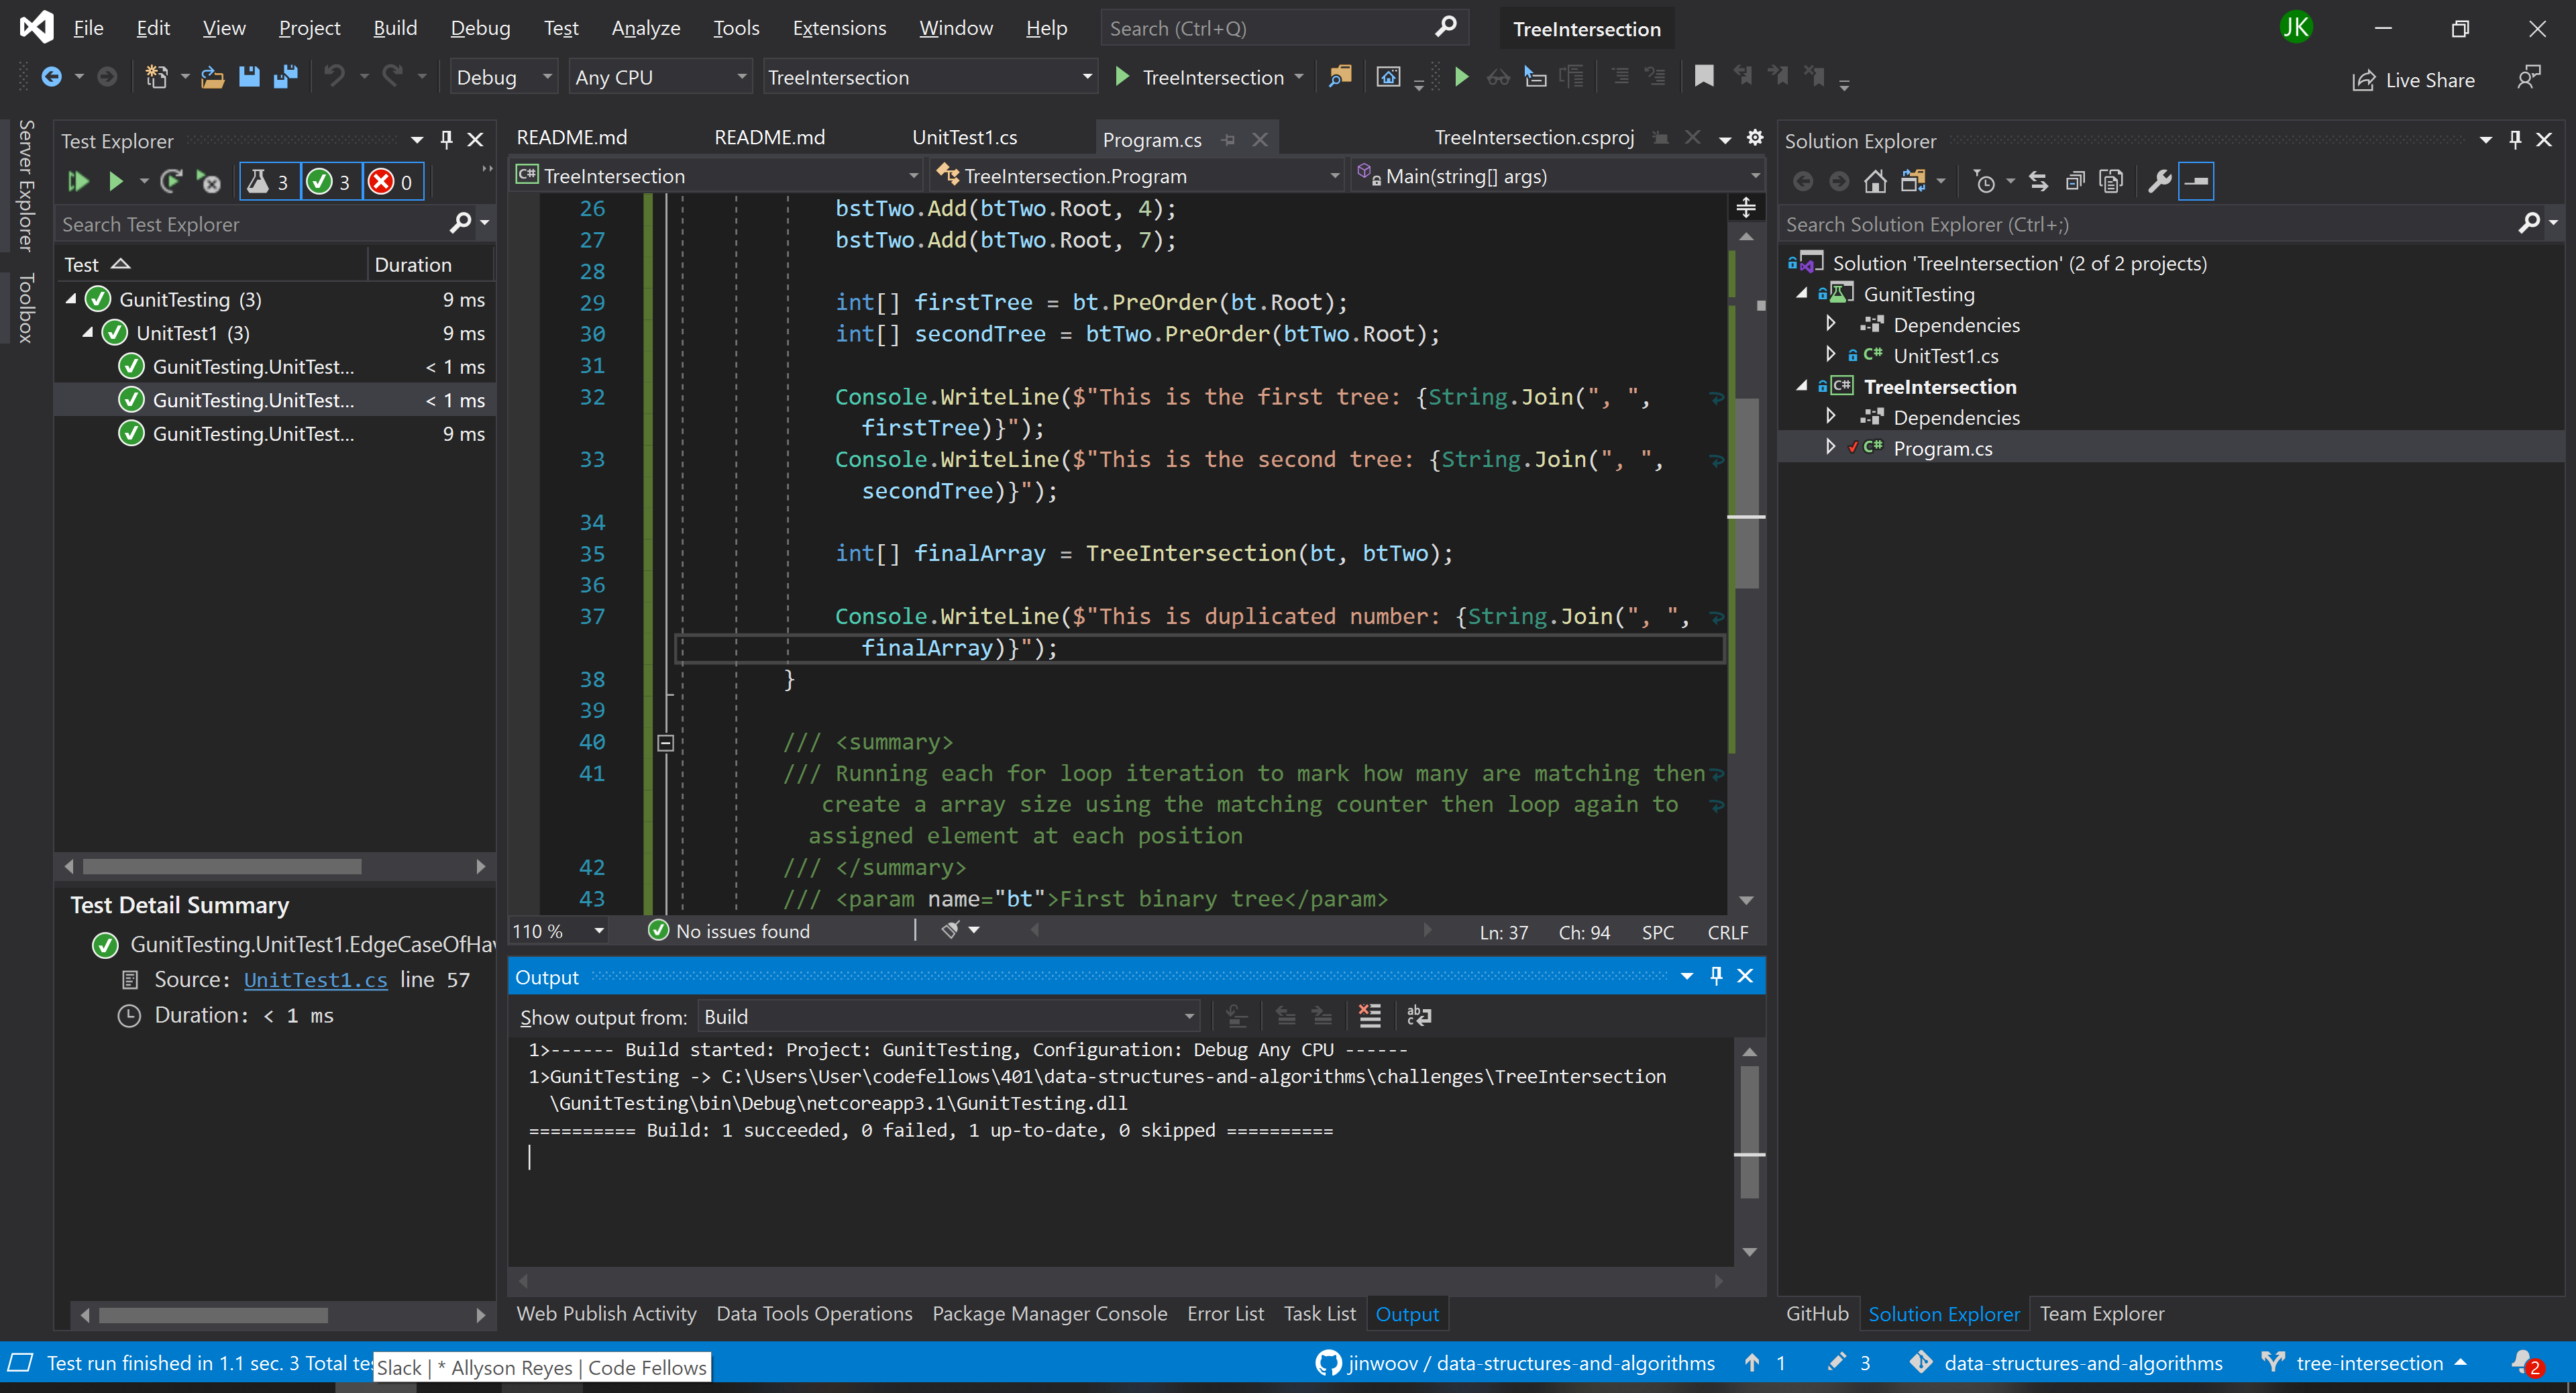 File Edit View Project Build Debug Test Analyze Tools Extensions Window Help Search (Ctrl+Q) TreeIntersection JK
Debug Any CPU TreeIntersection TreeIntersection Live Share
Server Explorer
Toolbox
Test Explorer
3 3 0
Search Test Explorer
Test Duration
GunitTesting (3) 9 ms
UnitTest1 (3) 9 ms
GunitTesting.UnitTest... < 1 ms
GunitTesting.UnitTest... < 1 ms
GunitTesting.UnitTest... 9 ms
Test Detail Summary
GunitTesting.UnitTest1.EdgeCaseOfHav
Source: UnitTest1.cs line 57
Duration: < 1 ms
README.md README.md UnitTest1.cs Program.cs TreeIntersection.csproj
C# TreeIntersection TreeIntersection.Program Main(string[] args)
26 bstTwo.Add(btTwo.Root, 4);
27 bstTwo.Add(btTwo.Root, 7);
28
29 int[] firstTree = bt.PreOrder(bt.Root);
30 int[] secondTree = btTwo.PreOrder(btTwo.Root);
31
32 Console.WriteLine($"This is the first tree: {String.Join(", ",
firstTree)}");
33 Console.WriteLine($"This is the second tree: {String.Join(", ",
secondTree)}");
34
35 int[] finalArray = TreeIntersection(bt, btTwo);
36
37 Console.WriteLine($"This is duplicated number: {String.Join(", ",
finalArray)}");
38 }
39
40 /// <summary>
41 /// Running each for loop iteration to mark how many are matching then
create a array size using the matching counter then loop again to
assigned element at each position
42 /// </summary>
43 /// <param name="bt">First binary tree</param>
110 % No issues found Ln: 37 Ch: 94 SPC CRLF
Output
Show output from: Build
1>------ Build started: Project: GunitTesting, Configuration: Debug Any CPU ------
1>GunitTesting -> C:\Users\User\codefellows\401\data-structures-and-algorithms\challenges\TreeIntersection
\GunitTesting\bin\Debug\netcoreapp3.1\GunitTesting.dll
========== Build: 1 succeeded, 0 failed, 1 up-to-date, 0 skipped ==========
Web Publish Activity Data Tools Operations Package Manager Console Error List Task List Output
Solution Explorer
Search Solution Explorer (Ctrl+;)
Solution 'TreeIntersection' (2 of 2 projects)
GunitTesting
Dependencies
C# UnitTest1.cs
C# TreeIntersection
Dependencies
C# Program.cs
GitHub Solution Explorer Team Explorer
Test run finished in 1.1 sec. 3 Total tes
Slack | * Allyson Reyes | Code Fellows
jinwoov / data-structures-and-algorithms 1 3 data-structures-and-algorithms tree-intersection 2